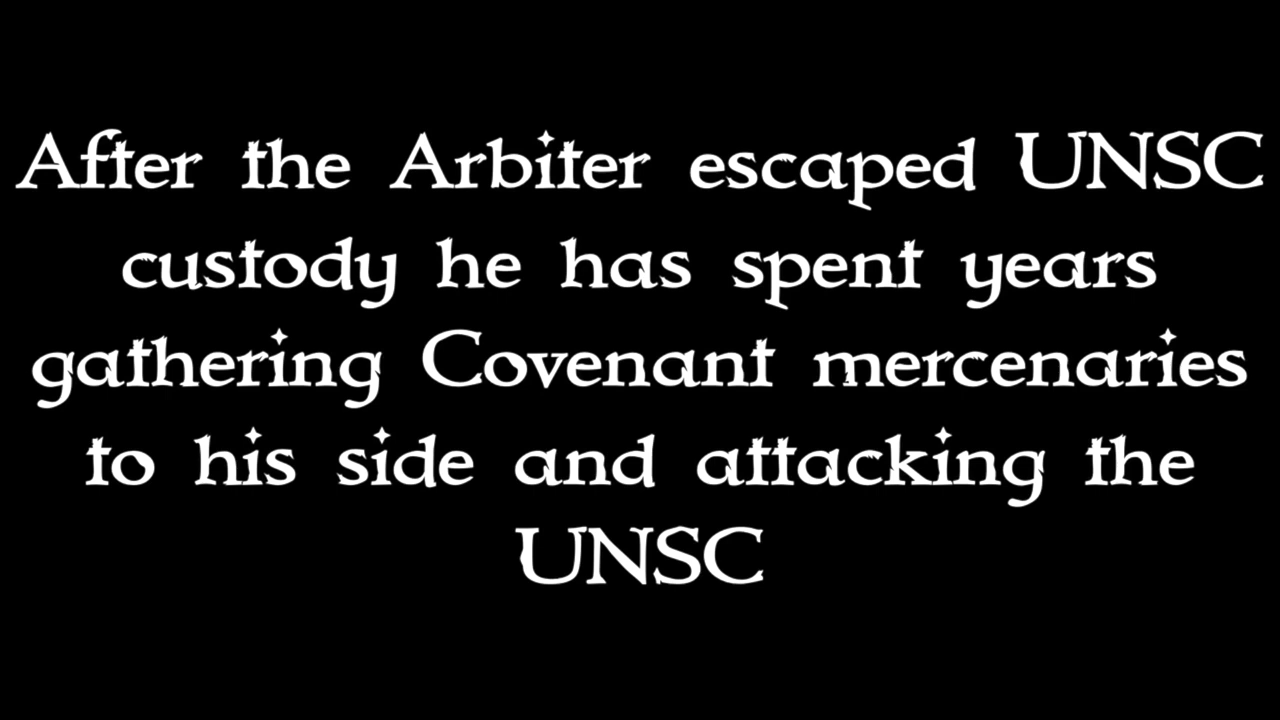 After the Arbiter escaped UNSC
custody he has spent years
gathering Covenant mercenaries
to his side and attacking the
UNSC